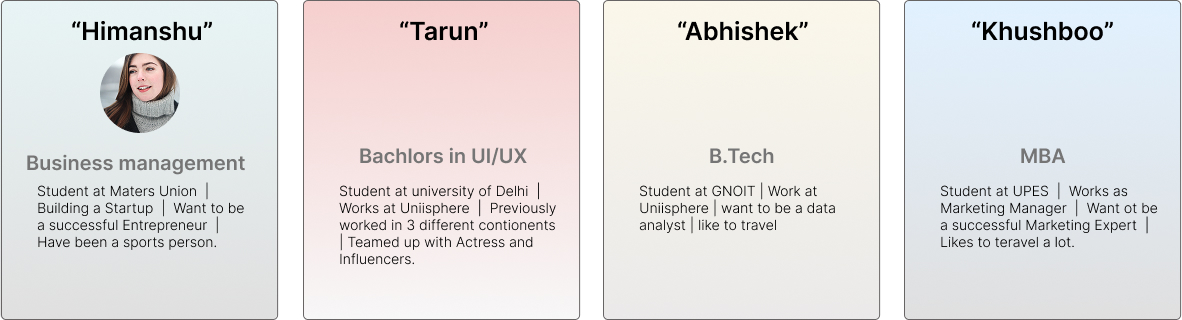 “Himanshu”
Business management
Student at Maters Union |
Building a Startup | Want to be
a successful Entrepreneur |
Have been a sports person.
“Tarun”
Bachlors in UI/UX
Student at university of Delhi |
Works at Uniisphere | Previously
worked in 3 different contionents
| Teamed up with Actress and
Influencers.
“Abhishek”
B.Tech
Student at GNOIT | Work at
Uniisphere | want to be a data
analyst | like to travel
“Khushboo”
MBA
Student at UPES | Works as
Marketing Manager | Want ot be
a successful Marketing Expert |
Likes to teravel a lot.